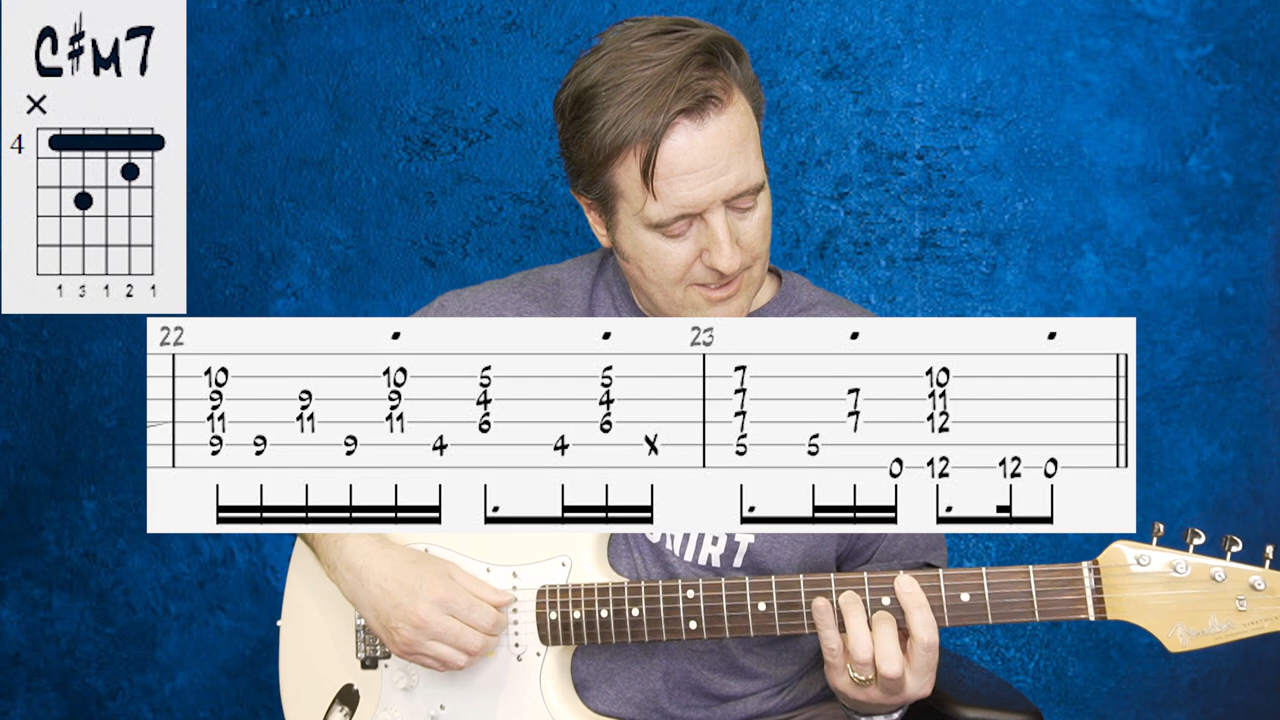 C#M7
×
4
1 3 1 2 1
22 23
10 10 5 5 7 10
9 9 9 4 4 7 7 11
11 11 11 6 6 7 7 12
9 9 9 4 4 X 5 5
0 12 12 0
Fender